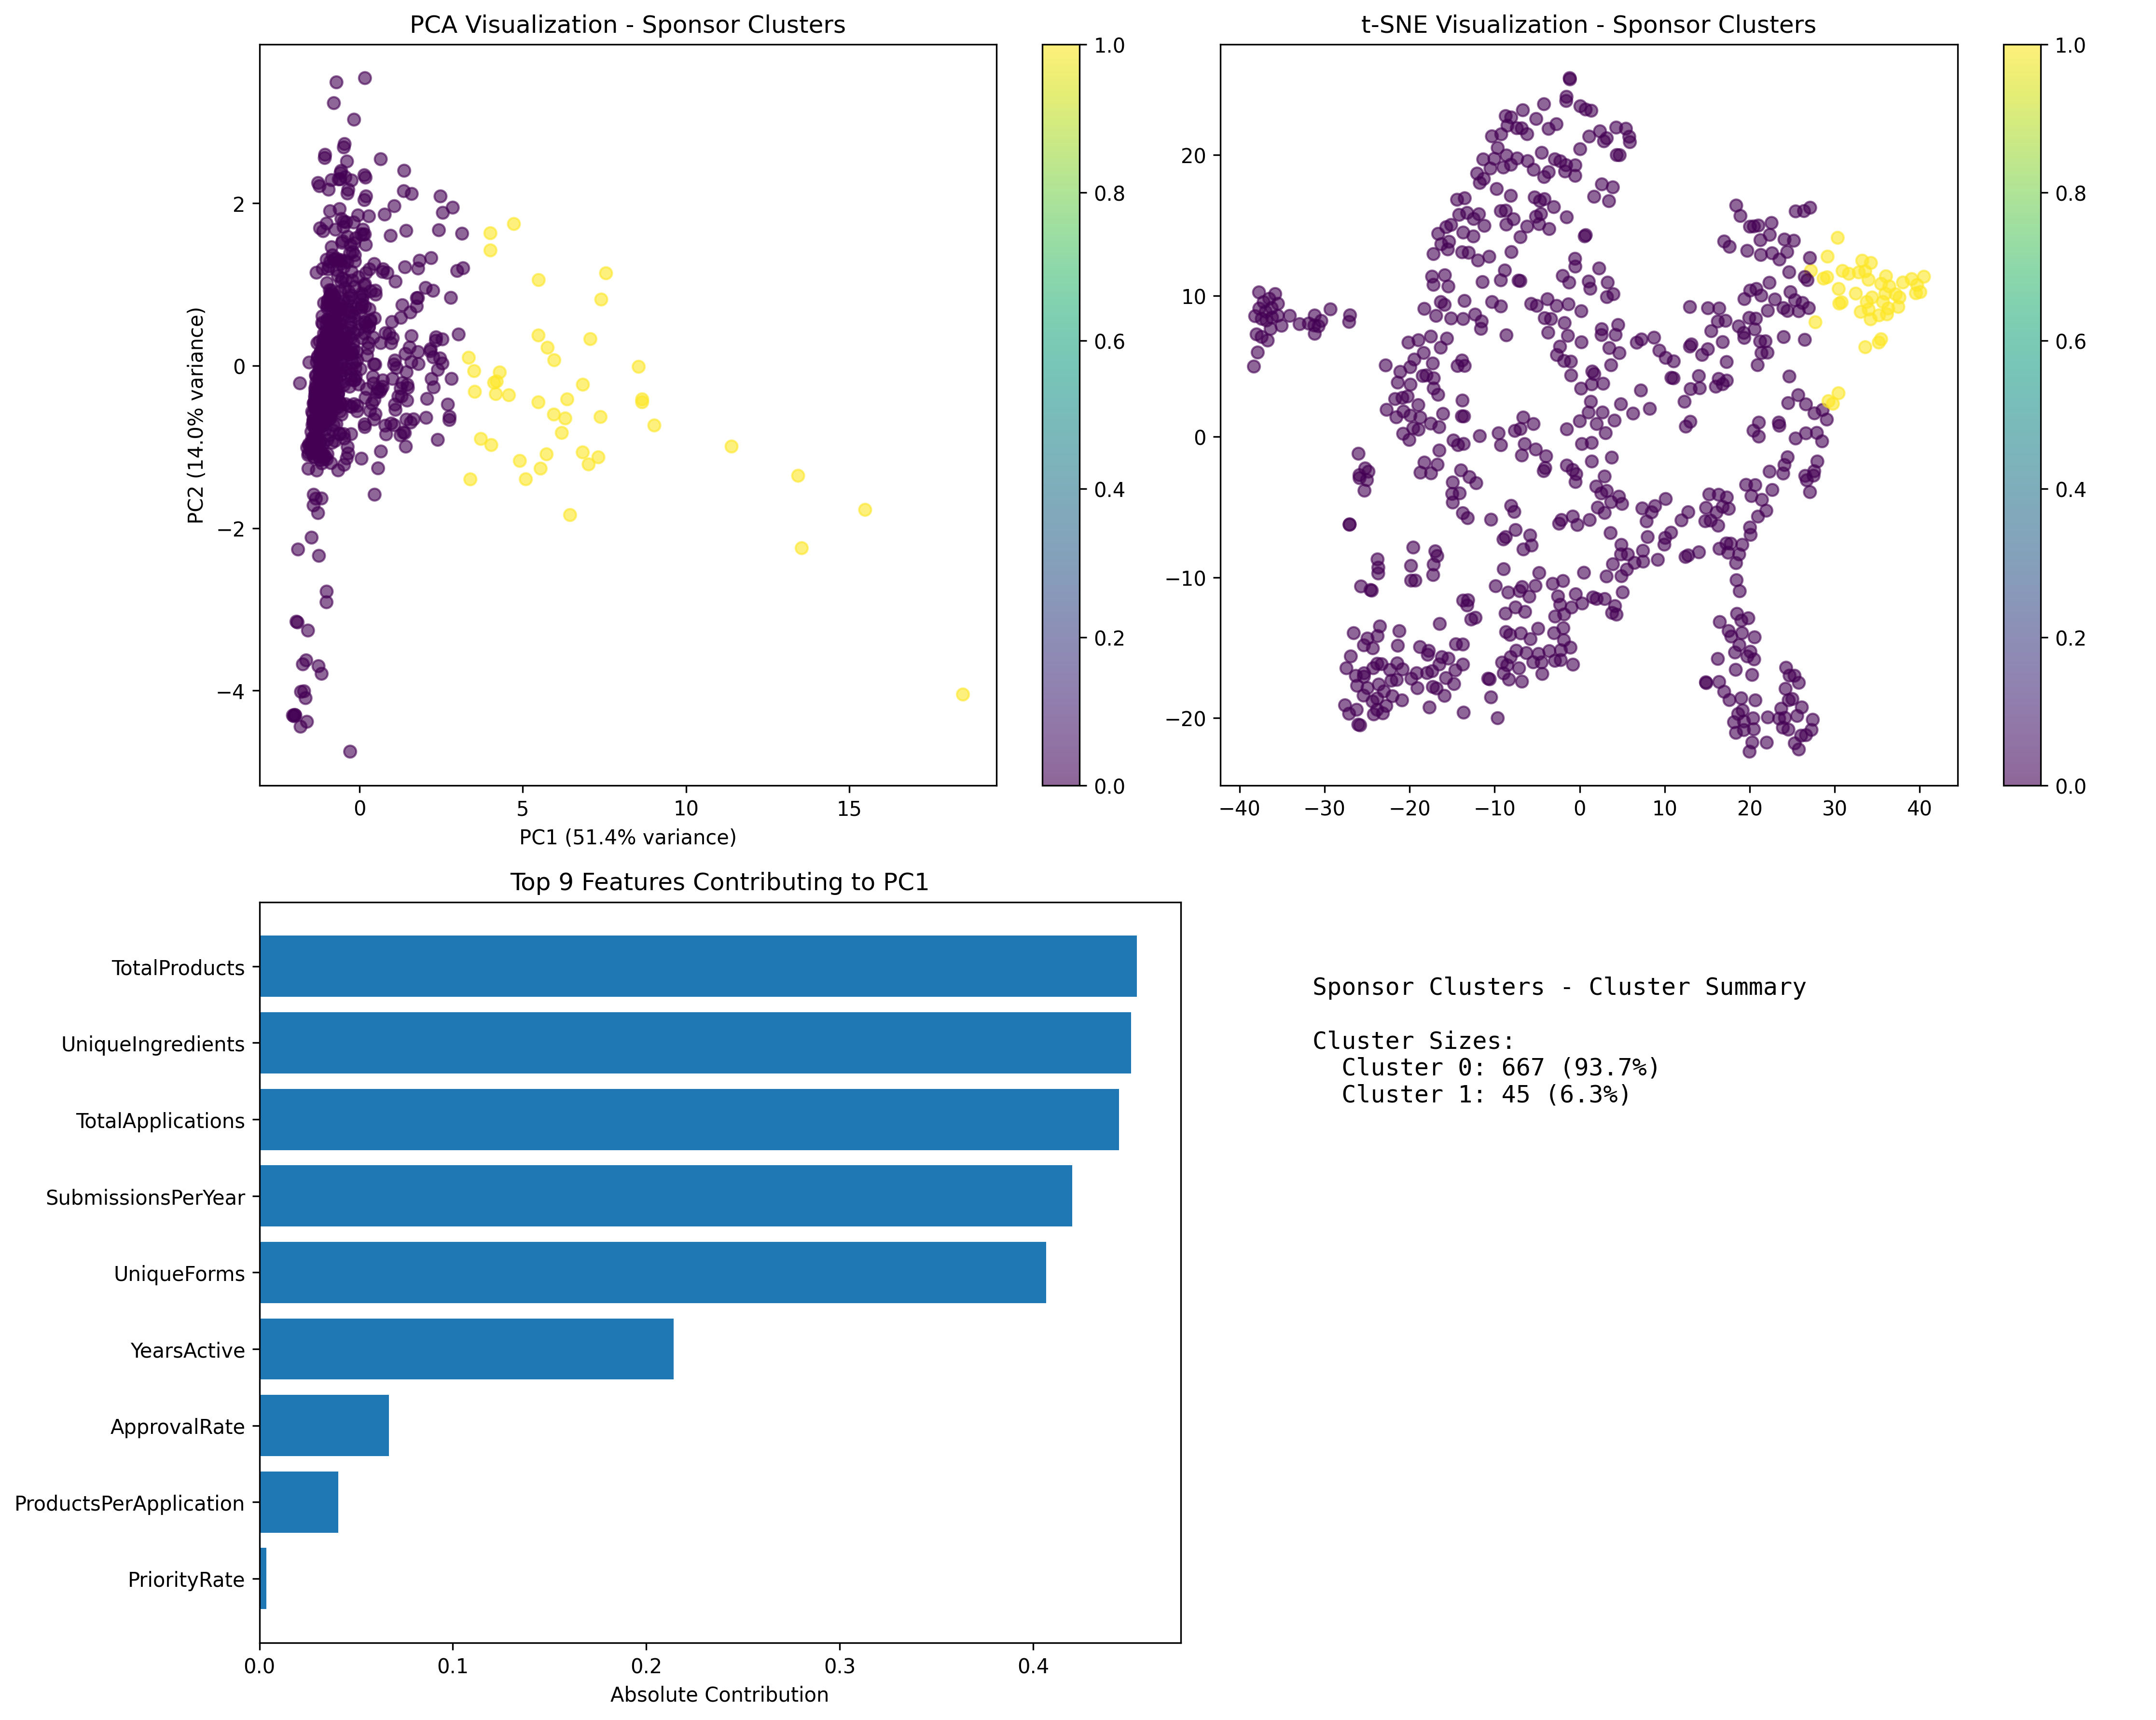 PCA Visualization - Sponsor Clusters
PC2 (14.0% variance)
2
0
−2
−4
0
5
10
15
PC1 (51.4% variance)
1.0
0.8
0.6
0.4
0.2
0.0
t-SNE Visualization - Sponsor Clusters
20
10
0
−10
−20
−40
−30
−20
−10
0
10
20
30
40
1.0
0.8
0.6
0.4
0.2
0.0
Top 9 Features Contributing to PC1
TotalProducts
UniqueIngredients
TotalApplications
SubmissionsPerYear
UniqueForms
YearsActive
ApprovalRate
ProductsPerApplication
PriorityRate
0.0
0.1
0.2
0.3
0.4
Absolute Contribution
Sponsor Clusters - Cluster Summary
Cluster Sizes:
Cluster 0: 667 (93.7%)
Cluster 1: 45 (6.3%)